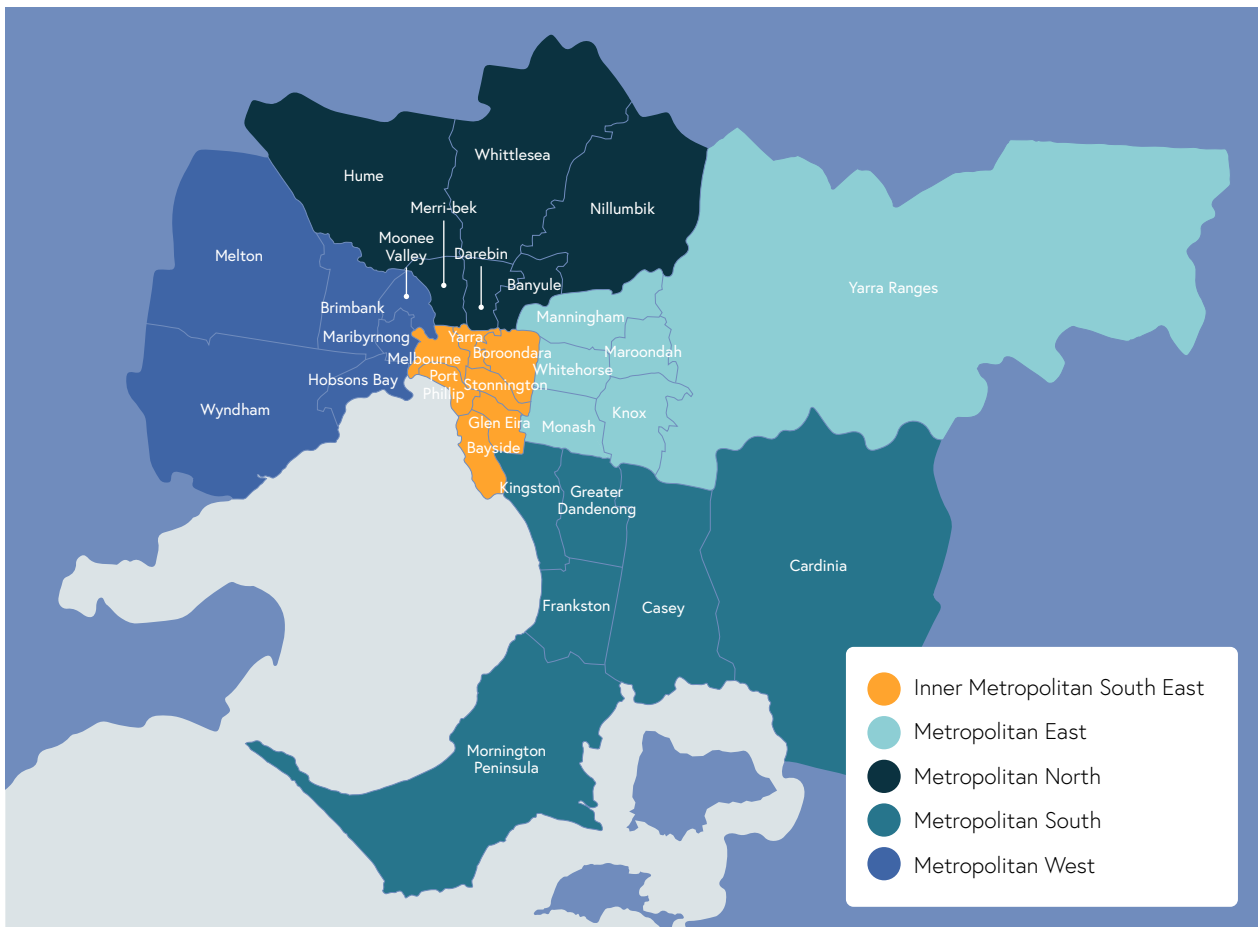 Whittlesea
Hume
Merri-bek
Nillumbik
Moonee
Valley
Darebin
Melton
Banyule
Yarra Ranges
Brimbank
Manningham
Maribyrnong
Yarra
Boroondara
Maroondah
Melbourne
Whitehorse
Hobsons Bay
Port
Phillip
Stonnington
Wyndham
Knox
Glen Eira
Monash
Bayside
Kingston
Greater
Dandenong
Cardinia
Frankston
Casey
Mornington
Peninsula
Inner Metropolitan South East
Metropolitan East
Metropolitan North
Metropolitan South
Metropolitan West